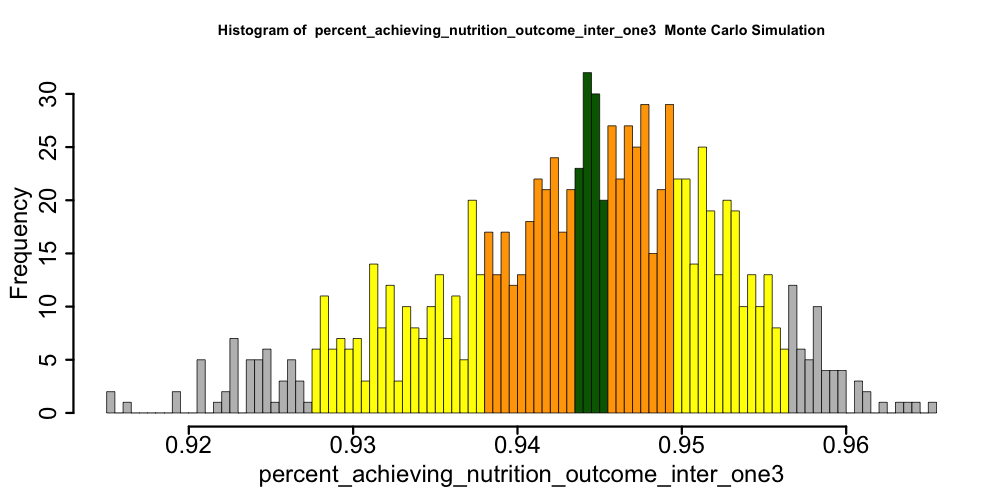 Histogram of  percent_achieving_nutrition_outcome_inter_one3  Monte Carlo Simulation
Frequency
30
25
20
15
10
5
0
0.92 0.93 0.94 0.95 0.96
percent_achieving_nutrition_outcome_inter_one3